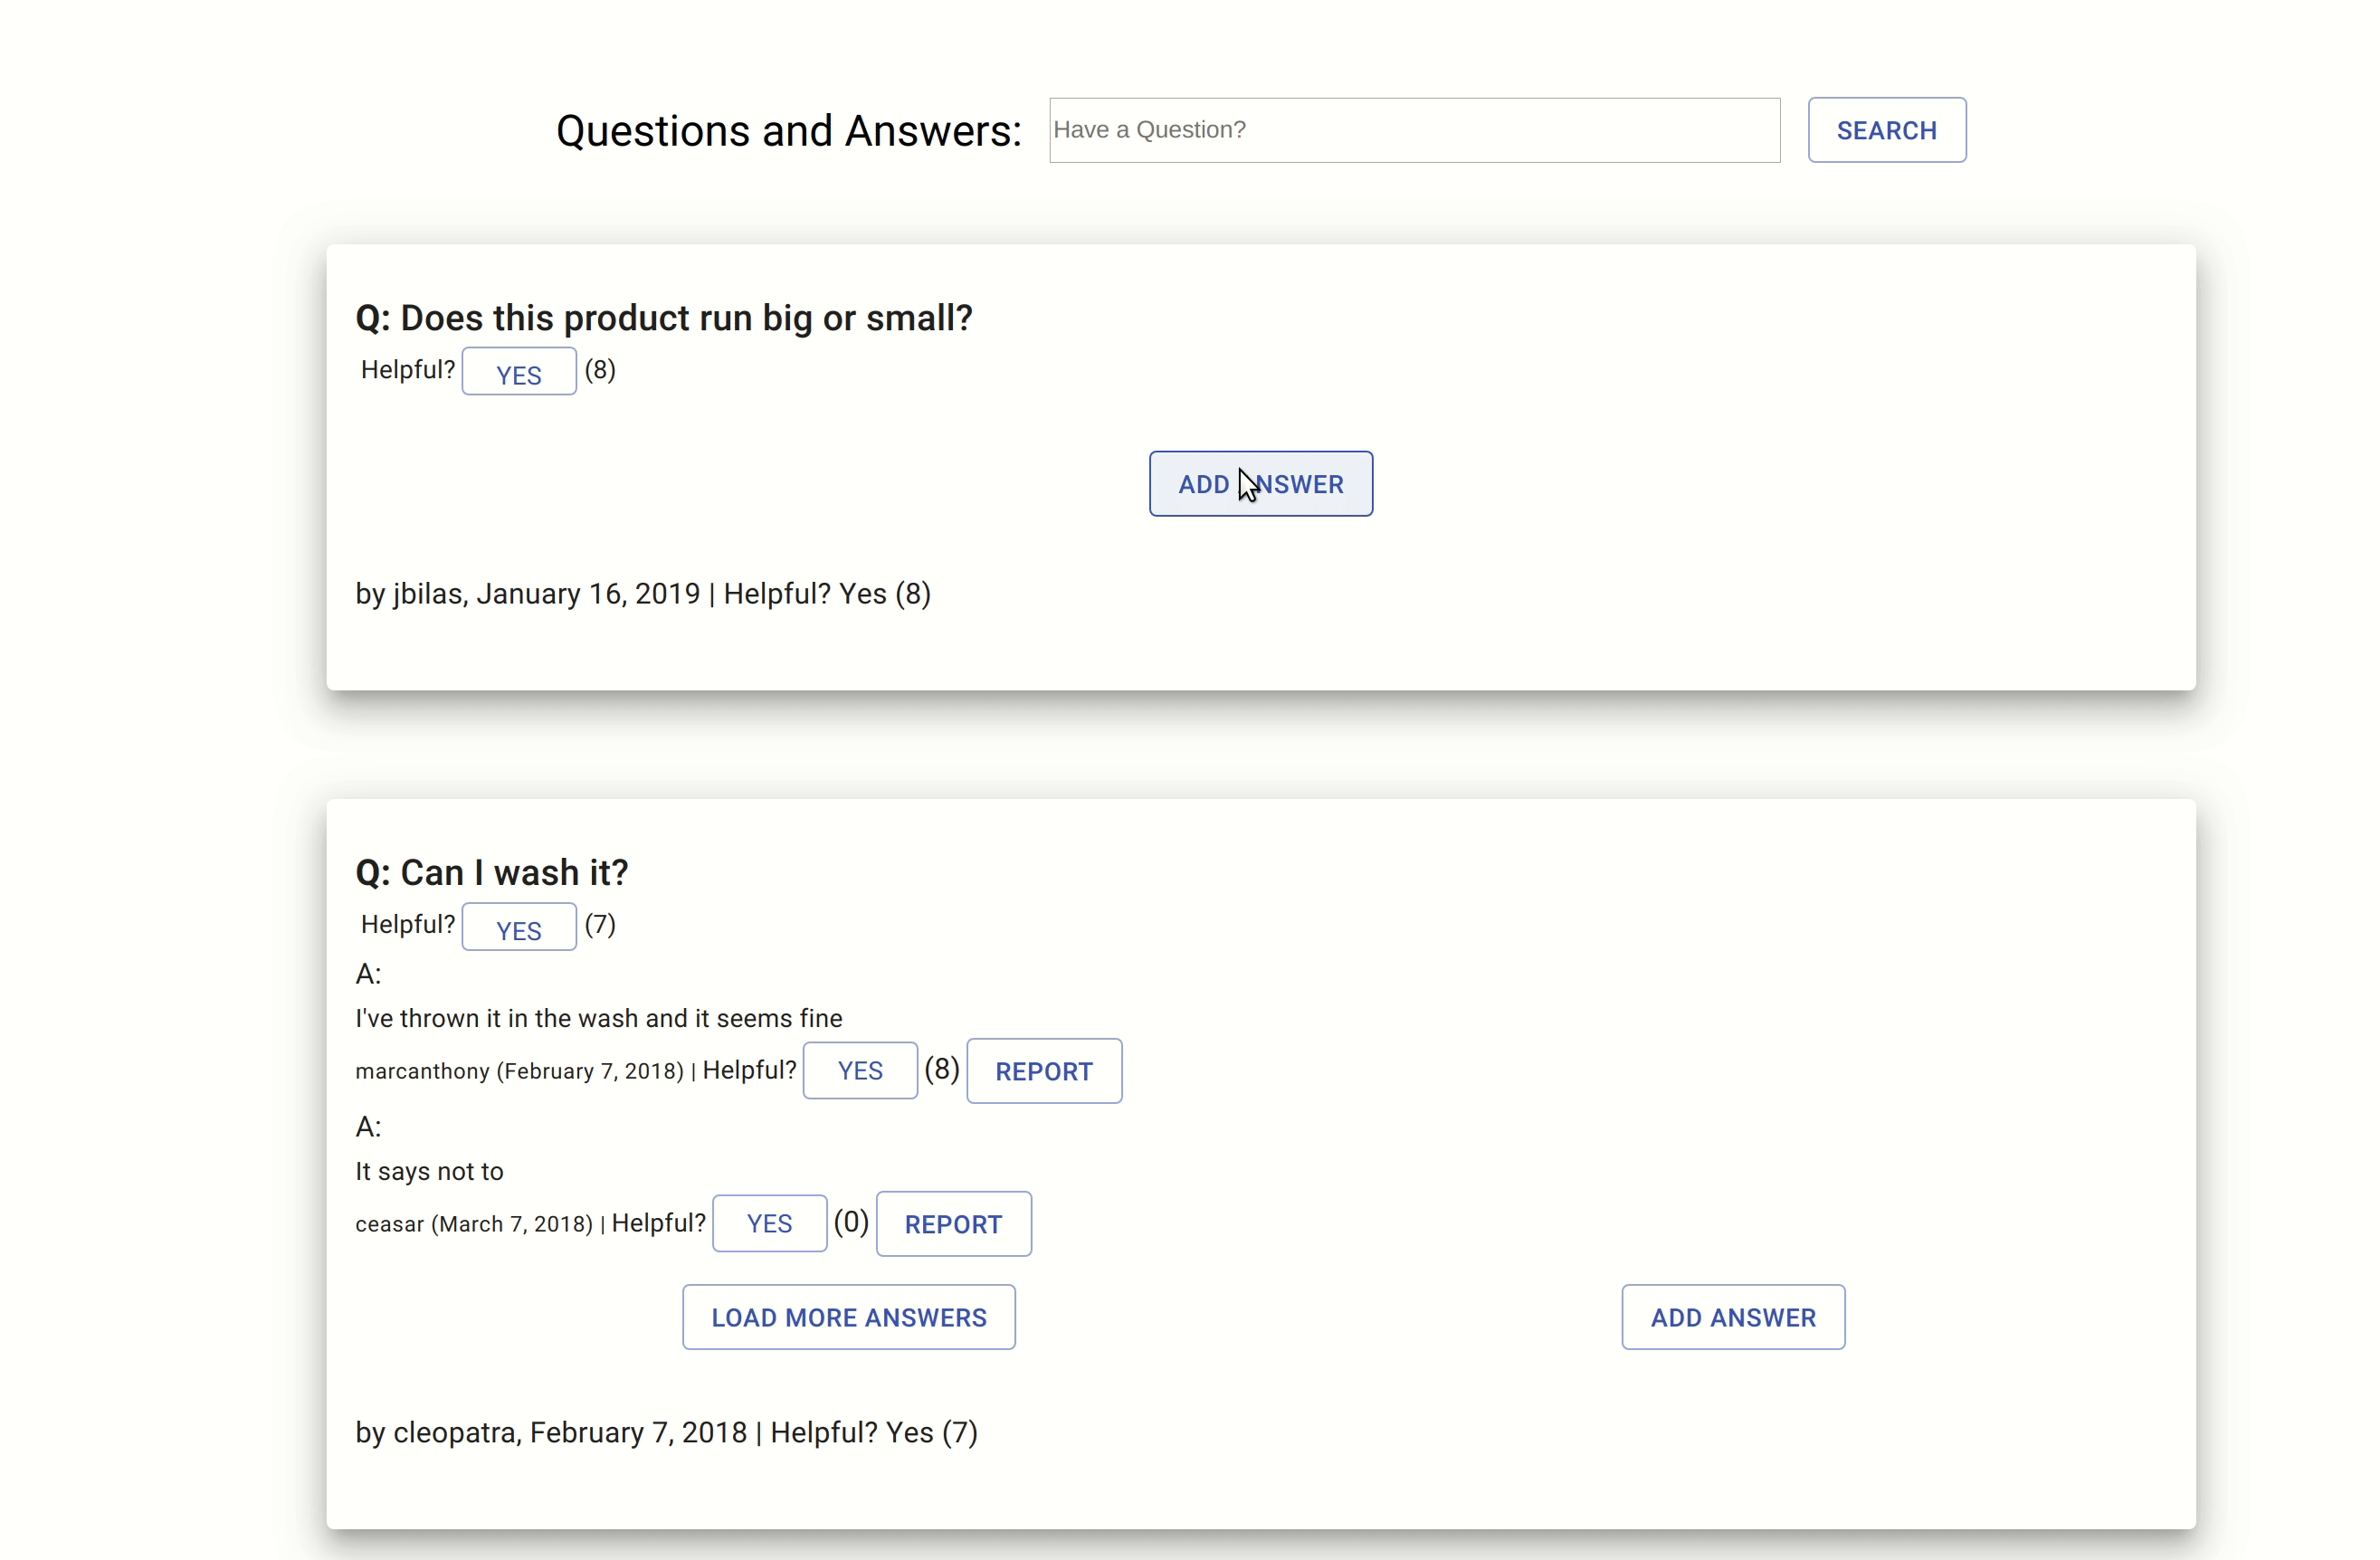 Questions and Answers: Have a Question? SEARCH
Q: Does this product run big or small?
Helpful? YES (8)
ADD ANSWER
by jbilas, January 16, 2019 | Helpful? Yes (8)
Q: Can I wash it?
Helpful? YES (7)
A:
I've thrown it in the wash and it seems fine
marcanthony (February 7, 2018) | Helpful? YES (8) REPORT
A:
It says not to
ceasar (March 7, 2018) | Helpful? YES (0) REPORT
LOAD MORE ANSWERS ADD ANSWER
by cleopatra, February 7, 2018 | Helpful? Yes (7)